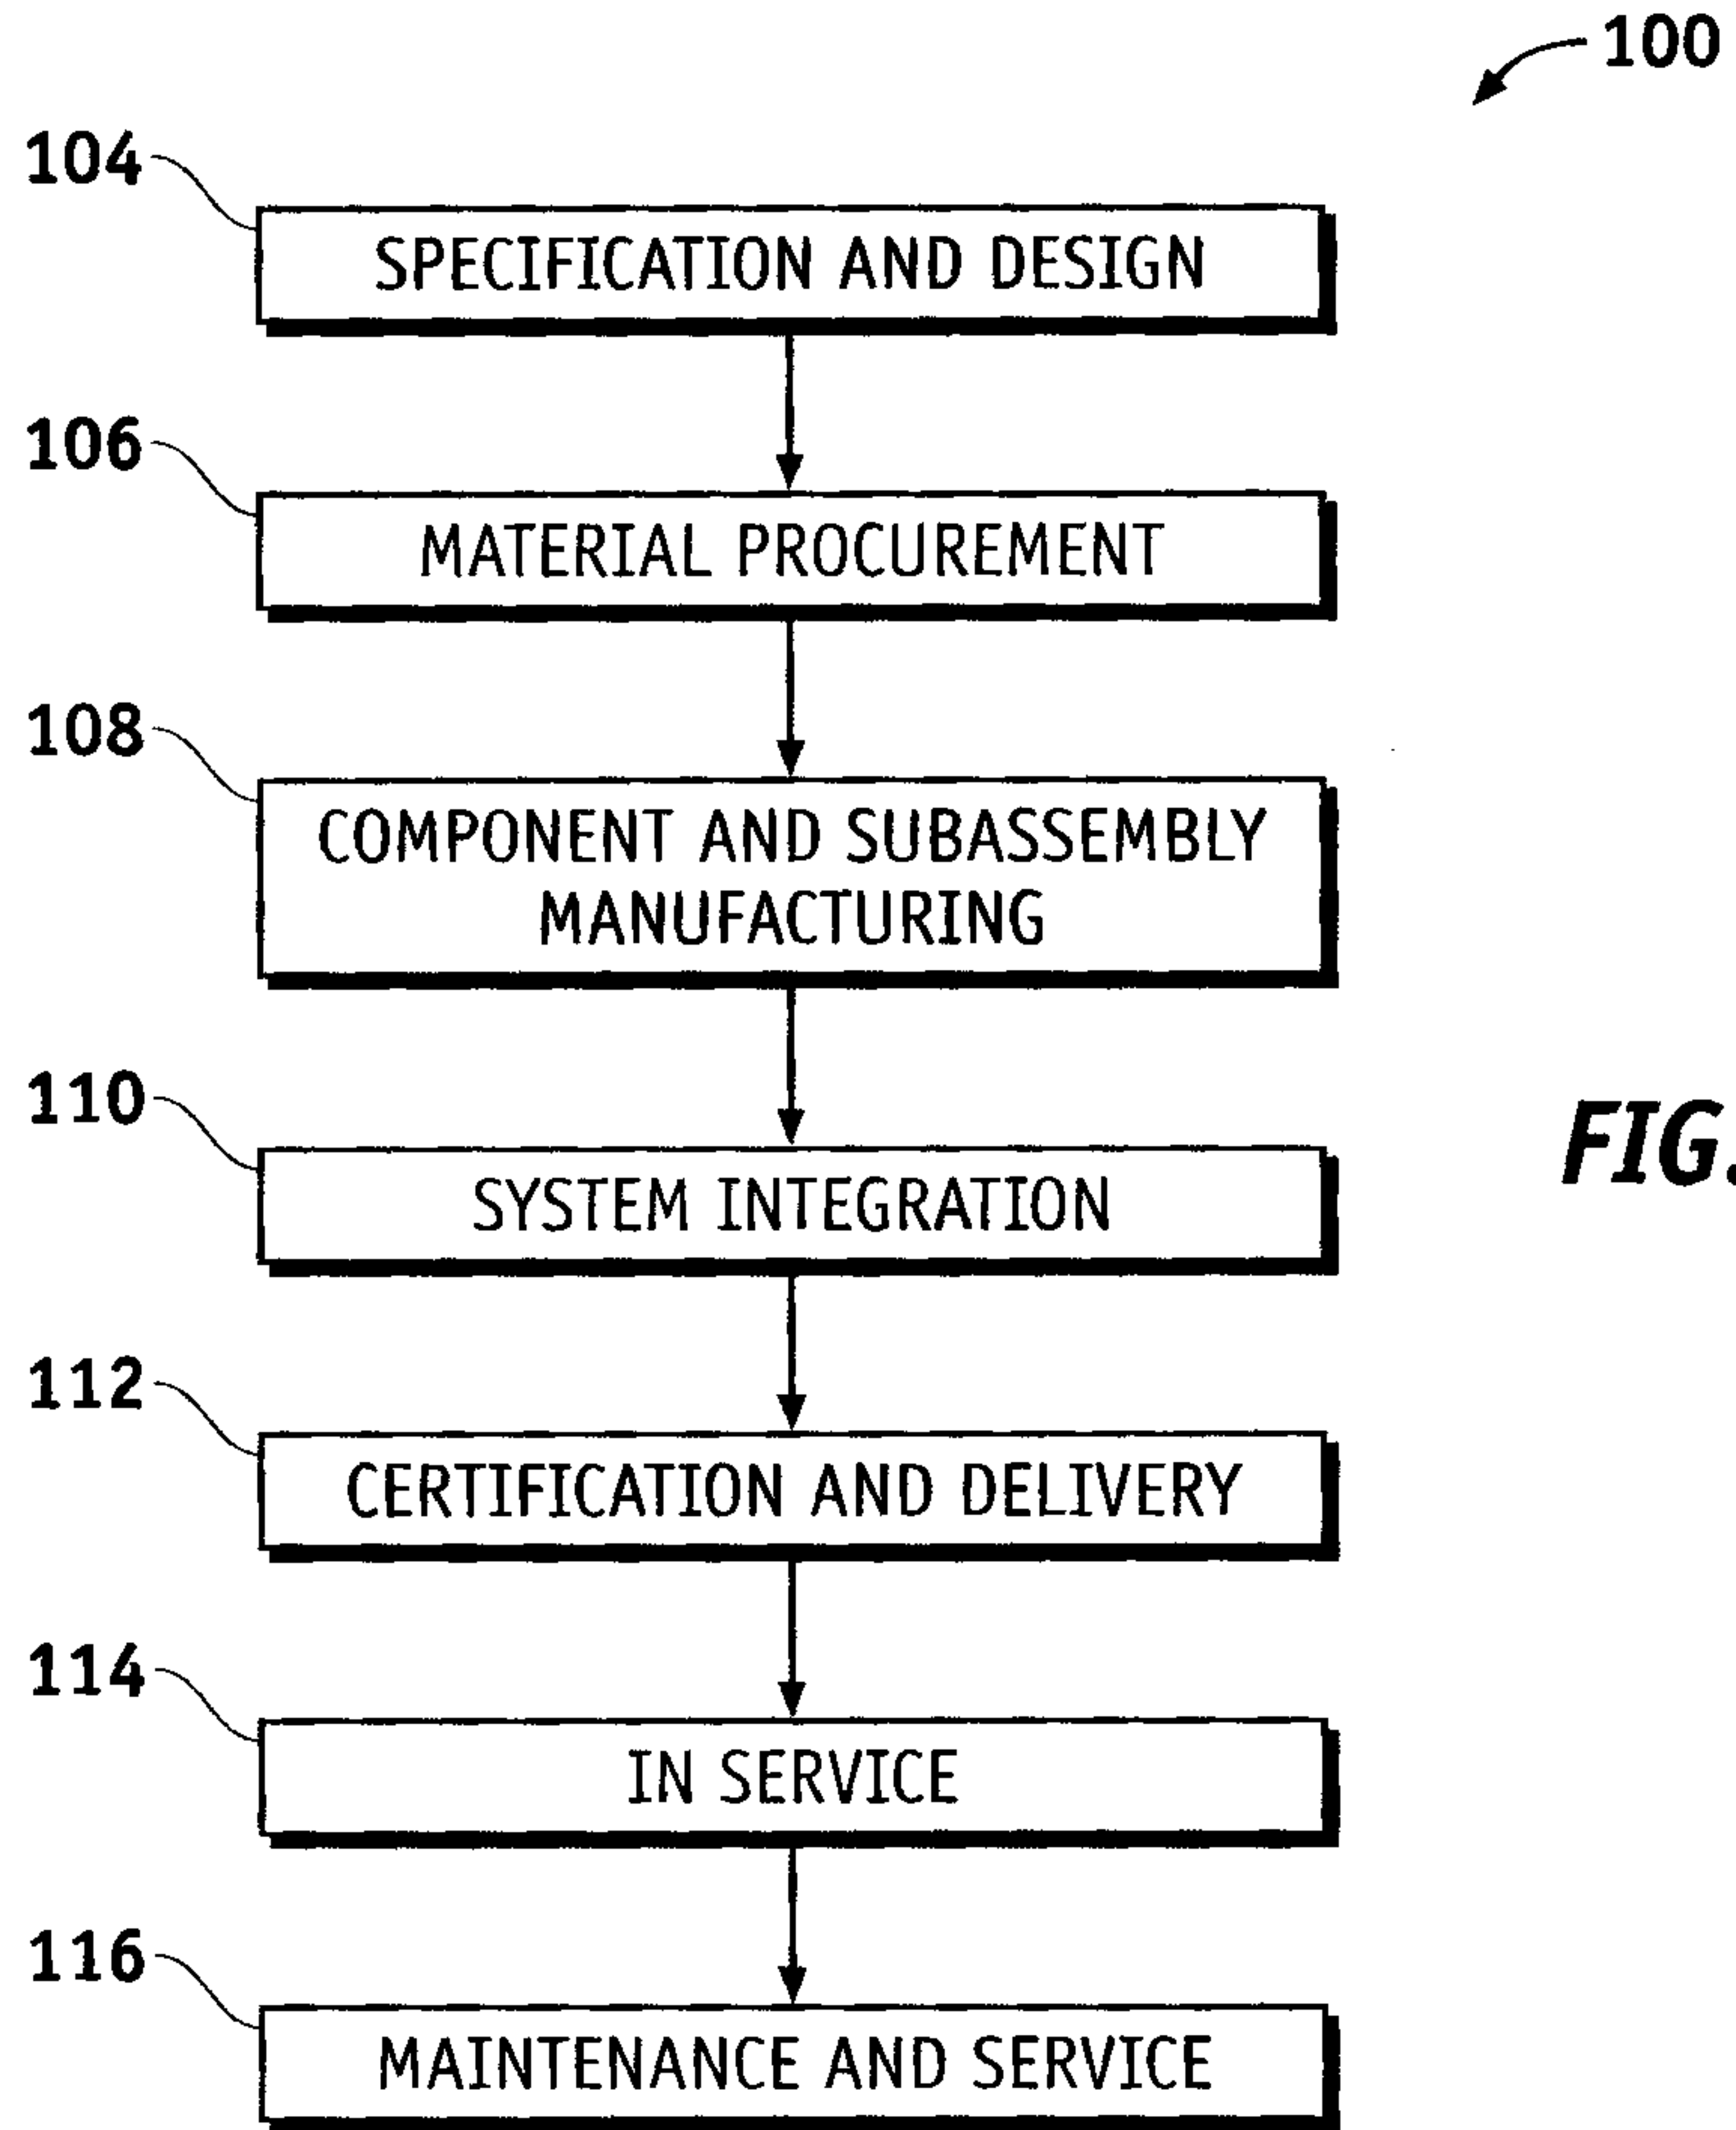 100
104
SPECIFICATION AND DESIGN
106
MATERIAL PROCUREMENT
108
COMPONENT AND SUBASSEMBLY
MANUFACTURING
110
SYSTEM INTEGRATION
FIG.
112
CERTIFICATION AND DELIVERY
114
IN SERVICE
116
MAINTENANCE AND SERVICE